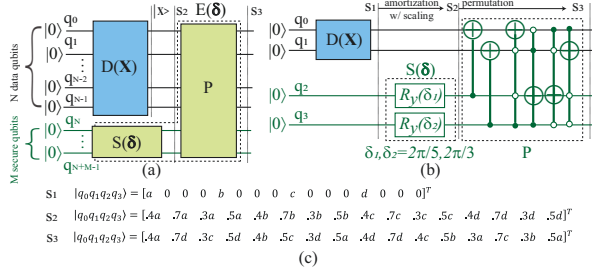 E(δ)
|X> S2 S3
|0⟩ q0
|0⟩ q1
N data qubits
D(X)
P
|0⟩ qN-2
|0⟩ qN-1
M secure qubits
|0⟩ qN
S(δ)
|0⟩ qN+M-1
(a)
S1 amortization w/ scaling S2 permutation S3
|0⟩ q0
|0⟩ q1
D(X)
S(δ)
|0⟩ q2 Ry(δ1)
|0⟩ q3 Ry(δ2)
δ1,δ2=2π/5,2π/3
P
(b)
S1 |q0q1q2q3⟩ = [a 0 0 0 b 0 0 0 c 0 0 0 d 0 0 0]T
S2 |q0q1q2q3⟩ = [.4a .7a .3a .5a .4b .7b .3b .5b .4c .7c .3c .5c .4d .7d .3d .5d]T
S3 |q0q1q2q3⟩ = [.4a .7d .3c .5d .4b .5c .3d .5a .4d .7d .4c .5b .3a .7c .3b .5a]T
(c)